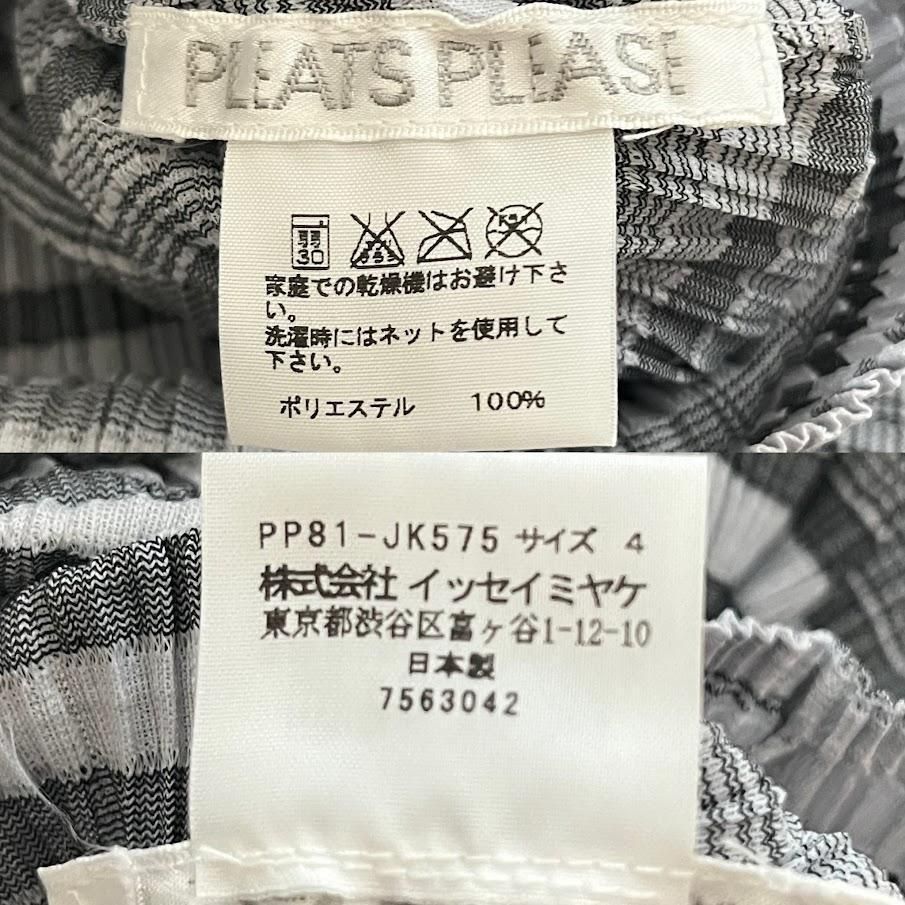 PLEATS PLEASE
弱
30
家庭での乾燥機はお避け下さ
い。
洗濯時にはネットを使用して
下さい。
ポリエステル 100%
PP81-JK575 サイズ 4
株式会社 イッセイミヤケ
東京都渋谷区富ヶ谷1-12-10
日本製
7563042